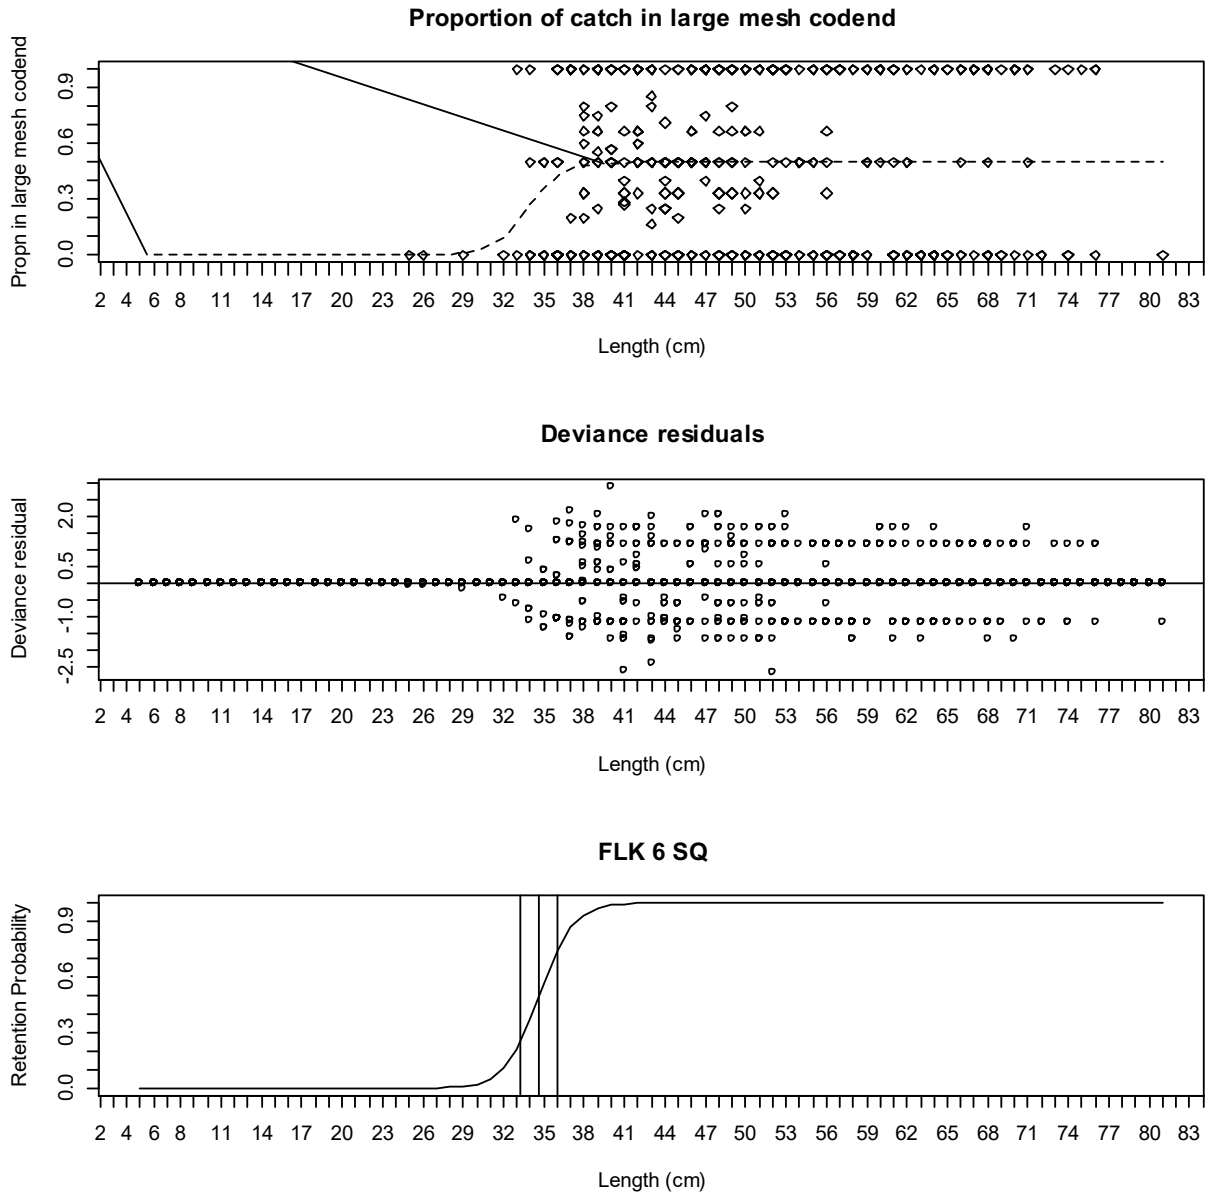 Proportion of catch in large mesh codend
Propn in large mesh codend
0.9
0.6
0.3
0.0
2 4 6 8 11 14 17 20 23 26 29 32 35 38 41 44 47 50 53 56 59 62 65 68 71 74 77 80 83
Length (cm)
Deviance residuals
Deviance residual
2.0
0.5
-1.0
-2.5
2 4 6 8 11 14 17 20 23 26 29 32 35 38 41 44 47 50 53 56 59 62 65 68 71 74 77 80 83
Length (cm)
FLK 6 SQ
Retention Probability
0.9
0.6
0.3
0.0
2 4 6 8 11 14 17 20 23 26 29 32 35 38 41 44 47 50 53 56 59 62 65 68 71 74 77 80 83
Length (cm)